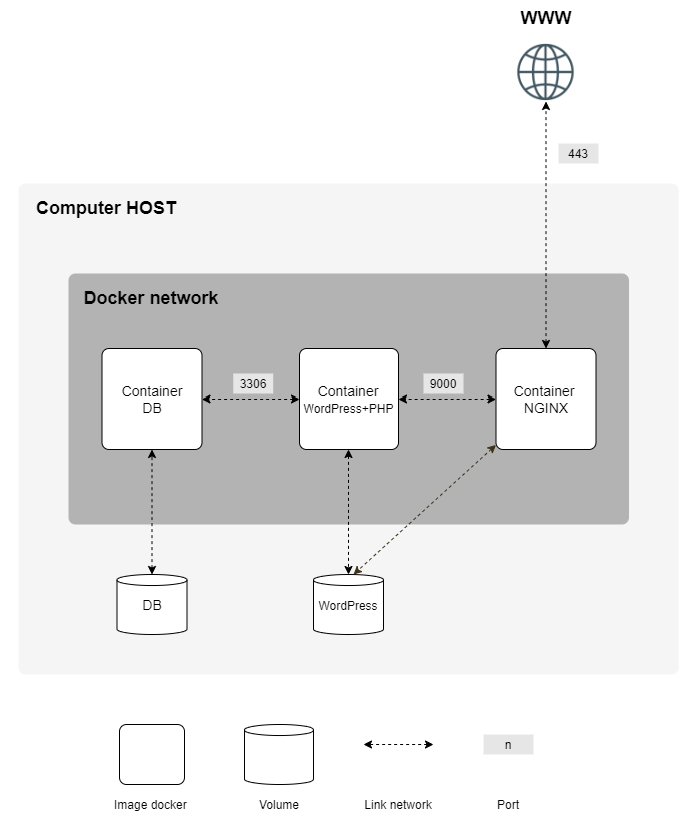 WWW
443
Computer HOST
Docker network
3306
9000
Container
DB
Container
WordPress+PHP
Container
NGINX
DB
WordPress
n
Image docker
Volume
Link network
Port